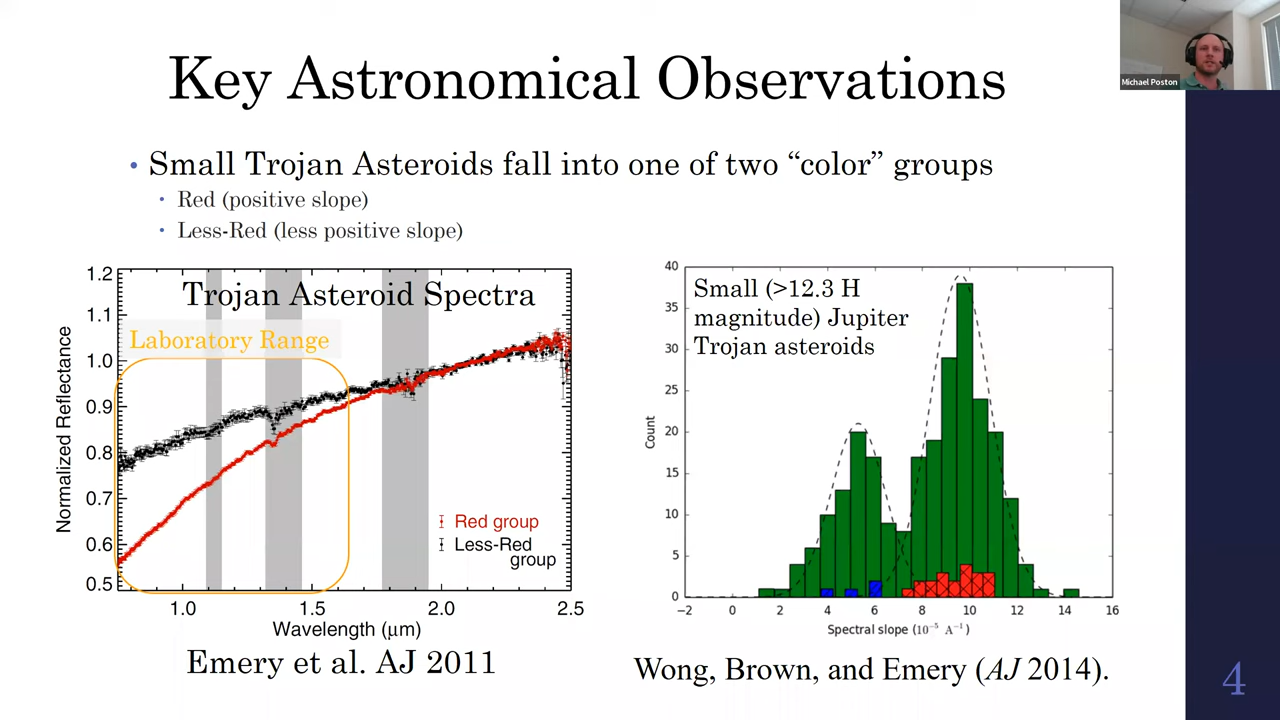 Key Astronomical Observations
Michael Poston
• Small Trojan Asteroids fall into one of two “color” groups
• Red (positive slope)
• Less-Red (less positive slope)
Trojan Asteroid Spectra
Laboratory Range
Normalized Reflectance
1.2
1.1
1.0
0.9
0.8
0.7
0.6
0.5
Red group
Less-Red
group
1.0 1.5 2.0 2.5
Wavelength (μm)
Emery et al. AJ 2011
Small (>12.3 H
magnitude) Jupiter
Trojan asteroids
Count
40
35
30
25
20
15
10
5
0
−2 0 2 4 6 8 10 12 14 16
Spectral slope (10⁻⁵ A⁻¹)
Wong, Brown, and Emery (AJ 2014).
4